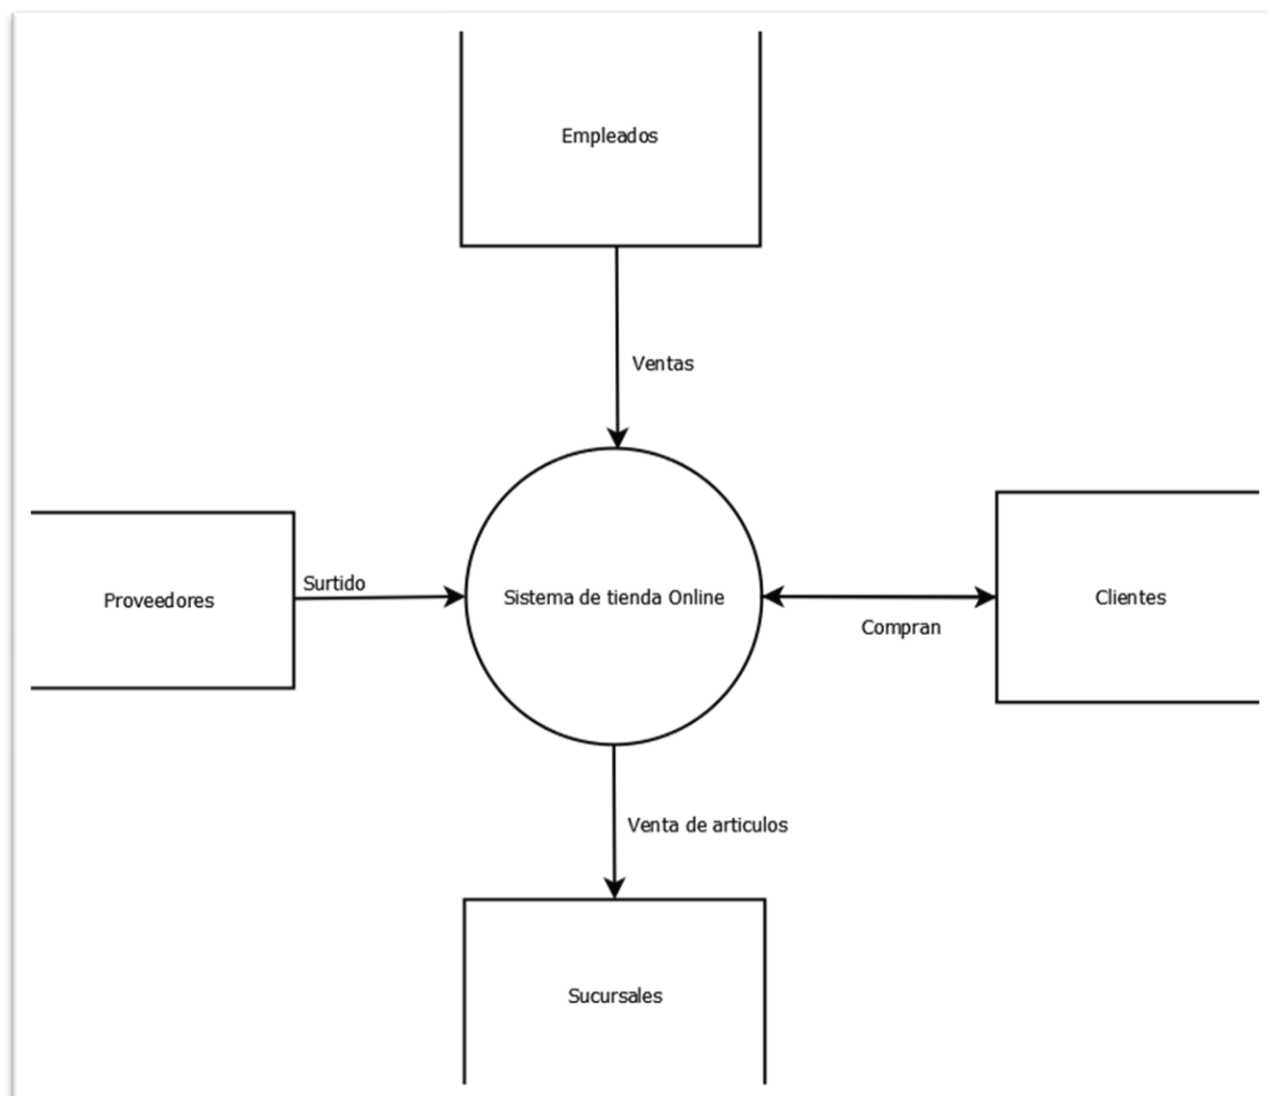 Empleados
Ventas
Surtido
Proveedores
Sistema de tienda Online
Clientes
Compran
Venta de articulos
Sucursales